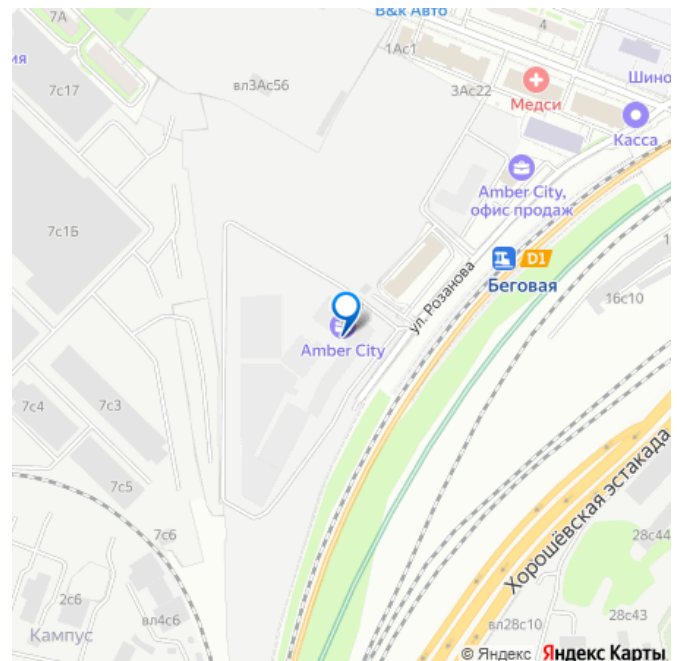 7А
В&к Авто
4
1Ас1
ия
7с17
вл3Ас56
3Ас22
Медси
Шино
Касса
Amber City,
офис продаж
7с1Б
D1
Беговая
ул. Розанова
1
16с10
Amber City
7с4
7с3
7с5
7с6
Хорошёвская эстакада
28с44
2с6
вл4с6
Кампус
вл28с10
28с43
© Яндекс Яндекс Карты